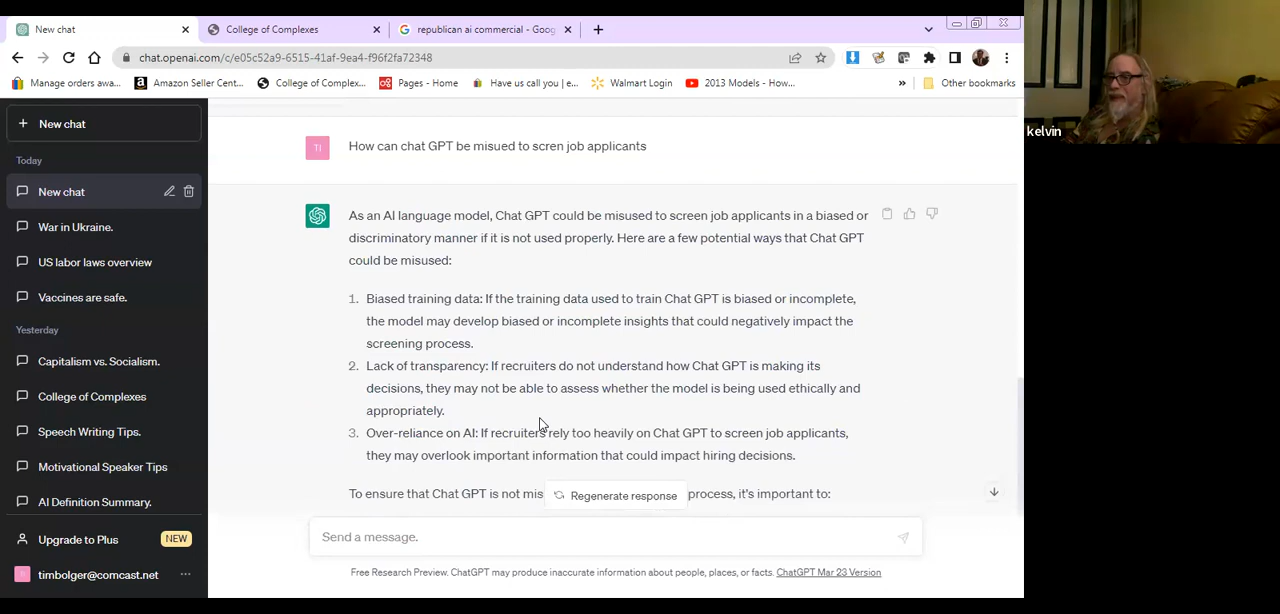 New chat
College of Complexes
republican ai commercial - Goog
chat.openai.com/c/e05c52a9-6515-41af-9ea4-f96f2fa72348
Manage orders awa...
Amazon Seller Cent...
College of Complex...
Pages - Home
Have us call you | e...
Walmart Login
2013 Models - How...
»
Other bookmarks
+ New chat
Today
New chat
War in Ukraine.
US labor laws overview
Vaccines are safe.
Yesterday
Capitalism vs. Socialism.
College of Complexes
Speech Writing Tips.
Motivational Speaker Tips
AI Definition Summary.
Upgrade to Plus
NEW
timbolger@comcast.net
TI
How can chat GPT be misued to scren job applicants
As an AI language model, Chat GPT could be misused to screen job applicants in a biased or
discriminatory manner if it is not used properly. Here are a few potential ways that Chat GPT
could be misused:
1. Biased training data: If the training data used to train Chat GPT is biased or incomplete,
the model may develop biased or incomplete insights that could negatively impact the
screening process.
2. Lack of transparency: If recruiters do not understand how Chat GPT is making its
decisions, they may not be able to assess whether the model is being used ethically and
appropriately.
3. Over-reliance on AI: If recruiters rely too heavily on Chat GPT to screen job applicants,
they may overlook important information that could impact hiring decisions.
To ensure that Chat GPT is not mis
Regenerate response
process, it's important to:
Send a message.
Free Research Preview. ChatGPT may produce inaccurate information about people, places, or facts. ChatGPT Mar 23 Version
kelvin